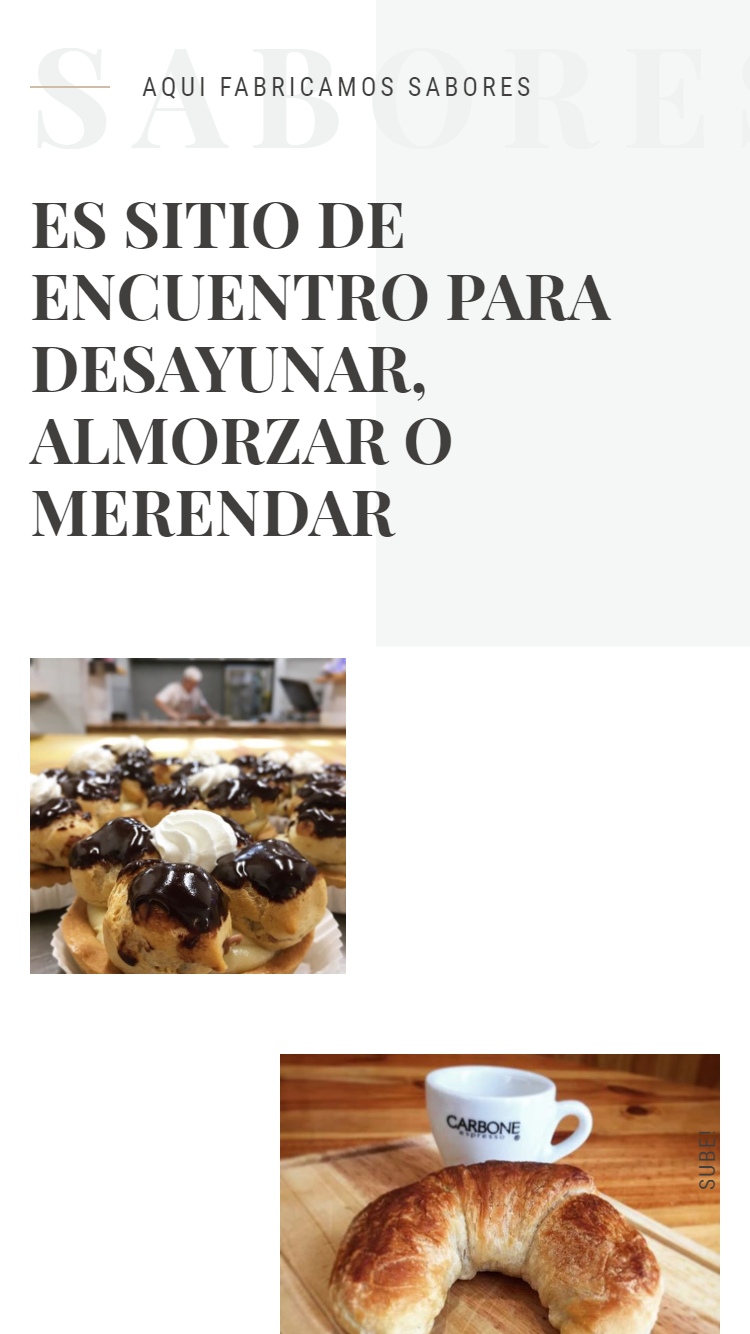 SABORES
AQUI FABRICAMOS SABORES
ES SITIO DE
ENCUENTRO PARA
DESAYUNAR,
ALMORZAR O
MERENDAR
CARBONE
espresso
SUBE!